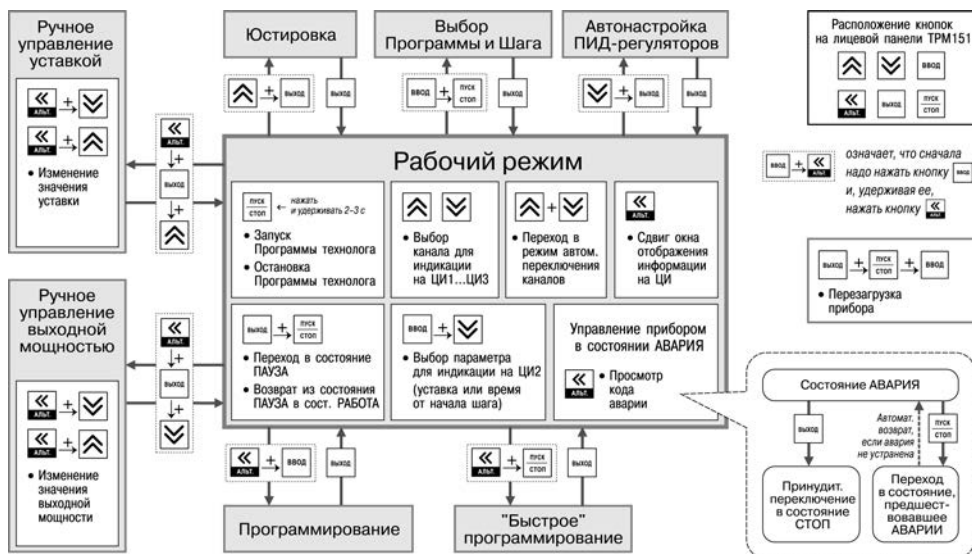 Ручное
управление
уставкой
«
АЛЬТ.
+
«
АЛЬТ.
+
• Изменение
значения
уставки
Юстировка
+
ВЫХОД
ВЫХОД
Выбор
Программы и Шага
ВВОД
+
ПУСК
СТОП
ВЫХОД
Автонастройка
ПИД-регуляторов
+
ВЫХОД
ВЫХОД
Расположение кнопок
на лицевой панели ТРМ151
ВВОД
«
АЛЬТ.
ВЫХОД
ПУСК
СТОП
«
АЛЬТ.
+
ВЫХОД
+
Рабочий режим
ПУСК
СТОП
← нажать
и удерживать 2–3 с
• Запуск
Программы технолога
• Остановка
Программы технолога
• Выбор
канала для
индикации
на ЦИ1...ЦИ3
+
• Переход в
режим автом.
переключения
каналов
«
АЛЬТ.
• Сдвиг окна
отображения
информации
на ЦИ
ВЫХОД
+
ПУСК
СТОП
• Переход в состояние
ПАУЗА
• Возврат из состояния
ПАУЗА в сост. РАБОТА
ВВОД
+
• Выбор параметра
для индикации на ЦИ2
(уставка или время
от начала шага)
Управление прибором
в состоянии АВАРИЯ
«
АЛЬТ.
• Просмотр
кода
аварии
ВВОД
+
«
АЛЬТ.
означает, что сначала
надо нажать кнопку ВВОД
и, удерживая ее,
нажать кнопку « АЛЬТ.
ВЫХОД
+
ПУСК
СТОП
+
ВВОД
• Перезагрузка
прибора
Ручное
управление
выходной
мощностью
«
АЛЬТ.
+
«
АЛЬТ.
+
• Изменение
значения
выходной
мощности
«
АЛЬТ.
+
ВЫХОД
+
«
АЛЬТ.
+
ВВОД
ВЫХОД
Программирование
«
АЛЬТ.
+
ПУСК
СТОП
ВЫХОД
"Быстрое"
программирование
Состояние АВАРИЯ
ВЫХОД
Автомат.
возврат,
если авария
не устранена
ПУСК
СТОП
Принудит.
переключение
в состояние
СТОП
Переход
в состояние,
предшест-
вовавшее
АВАРИИ